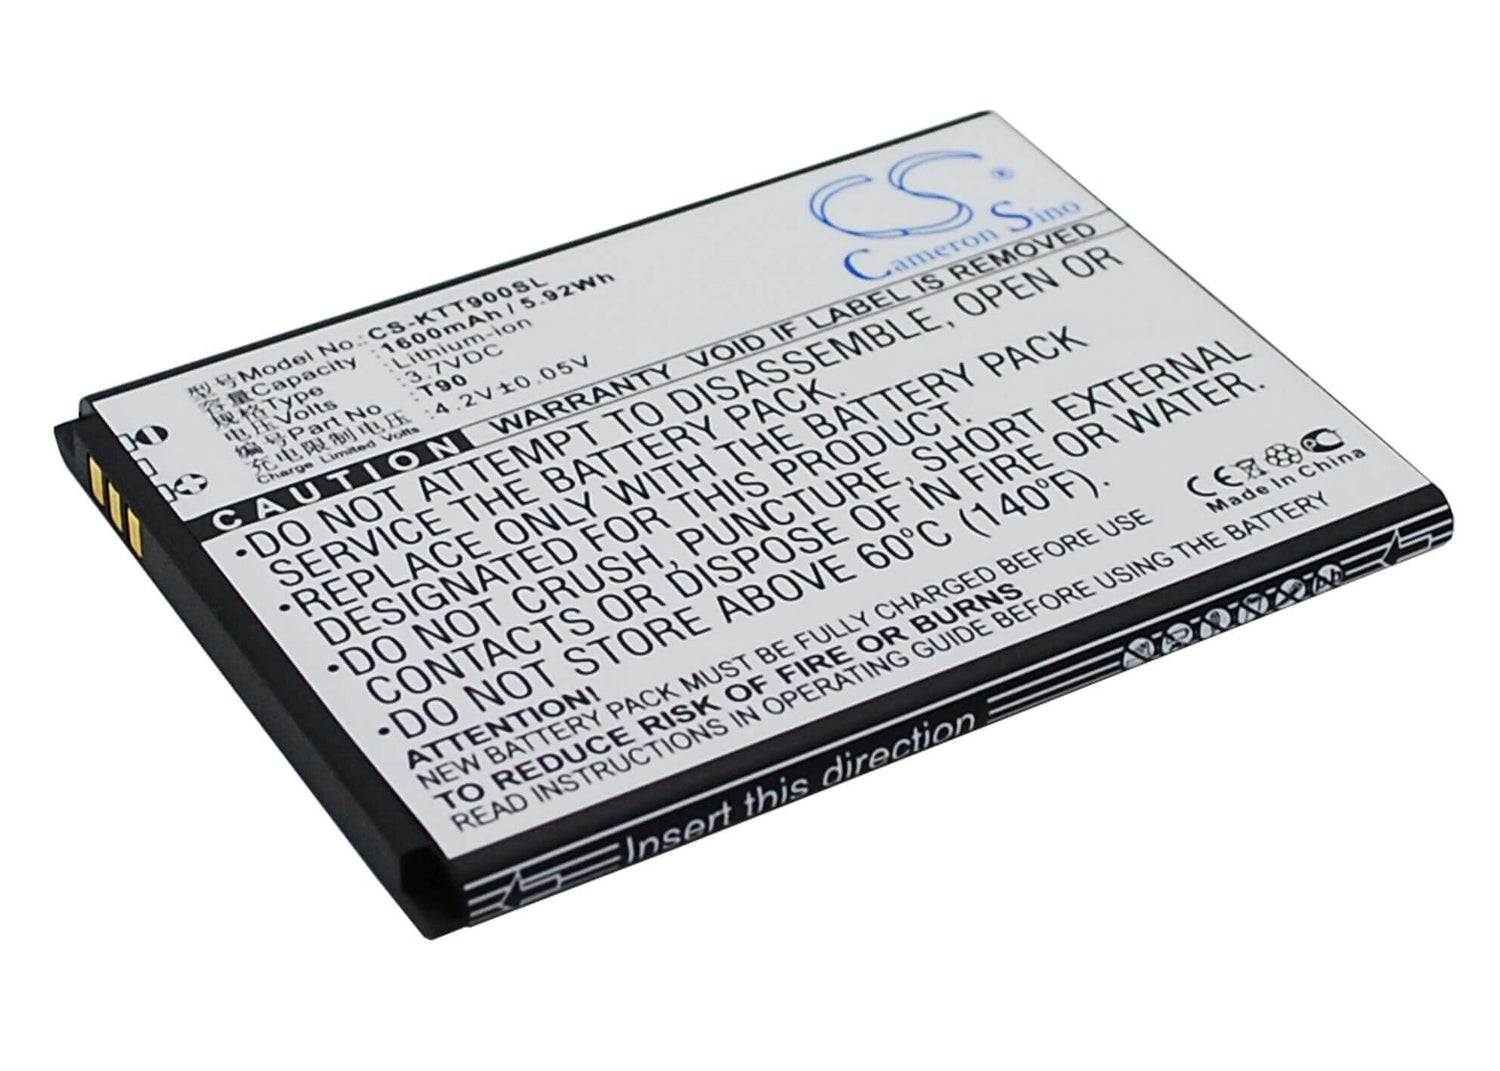 CS ®
Cameron Sino
型号Model No.: CS-KTT900SL
容量Capacity : 1600mAh / 5.92Wh
规格Type : Lithium-ion
电压Volts : 3.7VDC
编号Part No : T90
充电限制电压 : 4.2V±0.05V
Charge Limited Volts
CAUTION WARRANTY VOID IF LABEL IS REMOVED
•DO NOT ATTEMPT TO DISASSEMBLE, OPEN OR
SERVICE THE BATTERY PACK.
•REPLACE ONLY WITH THE BATTERY PACK
DESIGNATED FOR THIS PRODUCT.
•DO NOT CRUSH, PUNCTURE, SHORT EXTERNAL
CONTACTS OR DISPOSE OF IN FIRE OR WATER.
•DO NOT STORE ABOVE 60°C (140°F).
CE
Made In China
ATTENTION!
NEW BATTERY PACK MUST BE FULLY CHARGED BEFORE USE
TO REDUCE RISK OF FIRE OR BURNS
READ INSTRUCTIONS IN OPERATING GUIDE BEFORE USING THE BATTERY
Insert this direction